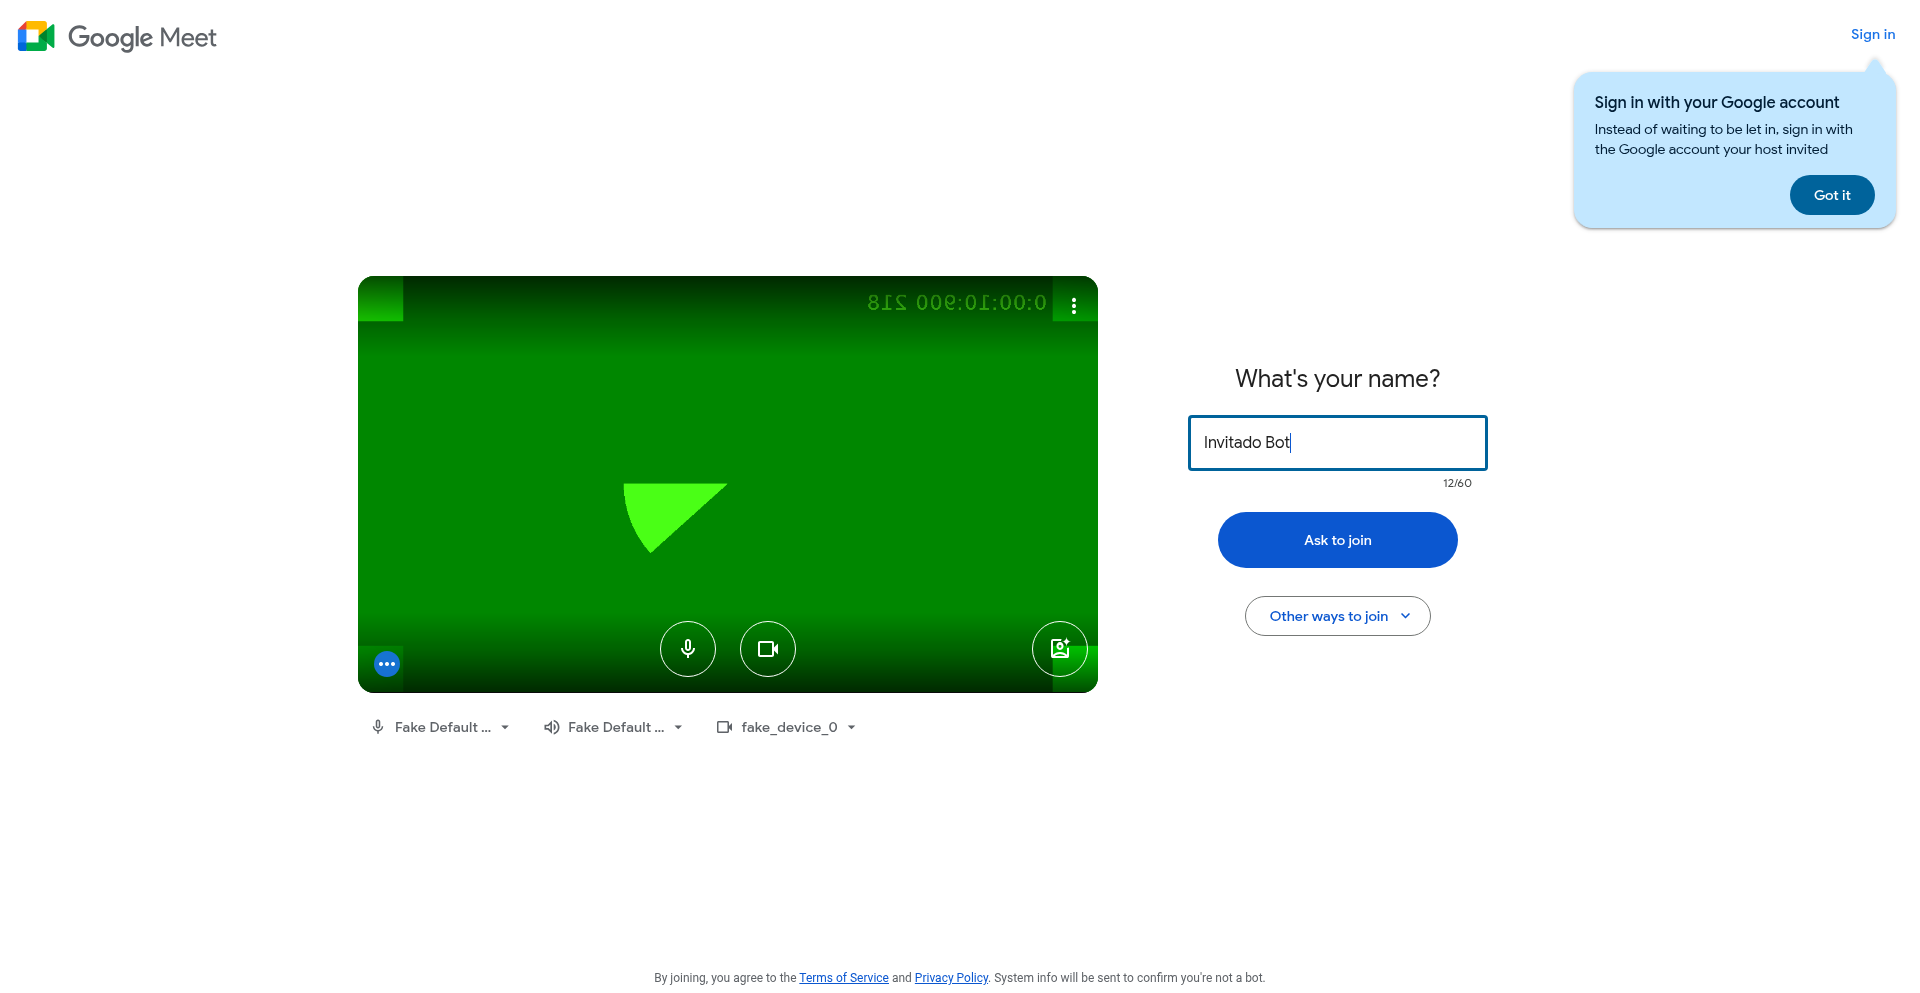 Google Meet
Sign in
Sign in with your Google account
Instead of waiting to be let in, sign in with
the Google account your host invited
Got it
0:00:10:900 218
What's your name?
Invitado Bot
12/60
Ask to join
Other ways to join
Fake Default ...
Fake Default ...
fake_device_0
By joining, you agree to the Terms of Service and Privacy Policy. System info will be sent to confirm you're not a bot.